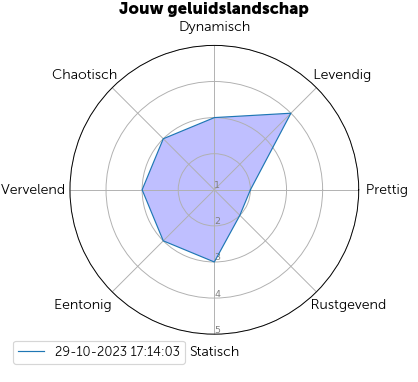 Jouw geluidslandschap
Dynamisch
Chaotisch
Levendig
Vervelend
1
Prettig
2
3
4
Eentonig
Rustgevend
5
29-10-2023 17:14:03
Statisch